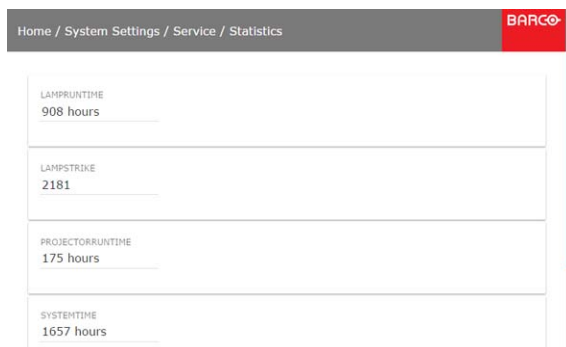 Home / System Settings / Service / Statistics
BARCO
LAMPRUNTIME
908 hours
LAMPSTRIKE
2181
PROJECTORRUNTIME
175 hours
SYSTEMTIME
1657 hours